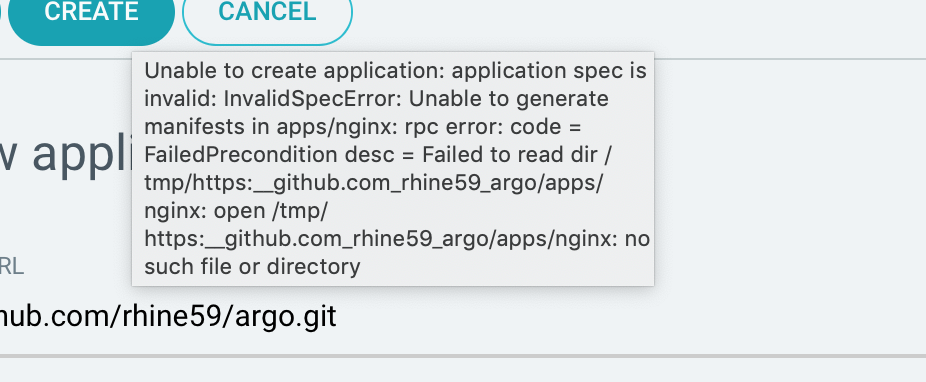 CREATE CANCEL
Unable to create application: application spec is
invalid: InvalidSpecError: Unable to generate
manifests in apps/nginx: rpc error: code =
FailedPrecondition desc = Failed to read dir /
tmp/https:__github.com_rhine59_argo/apps/
nginx: open /tmp/
https:__github.com_rhine59_argo/apps/nginx: no
such file or directory
w appli
RL
hub.com/rhine59/argo.git